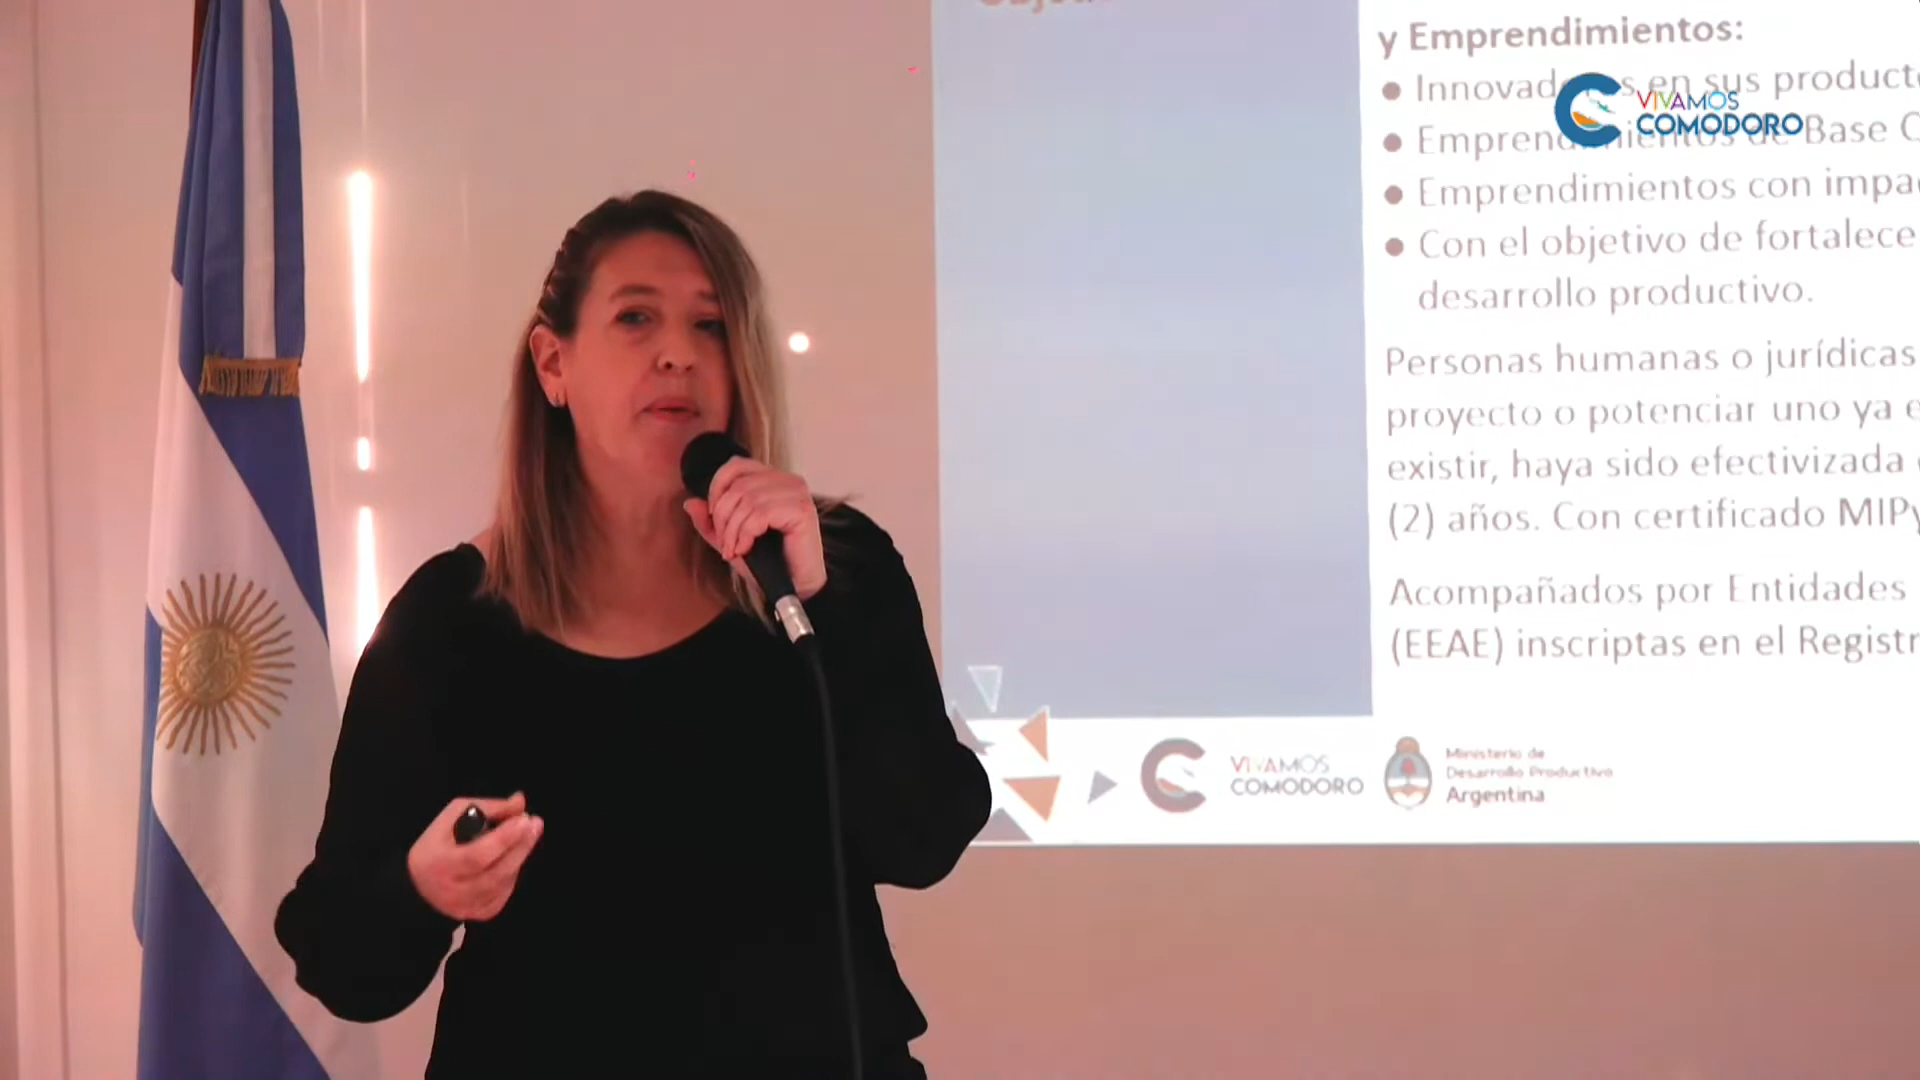 y Emprendimientos:
● Innovad s en sus product
● Emprend ientos de Base
● Emprendimientos con impa
● Con el objetivo de fortalece
desarrollo productivo.
Personas humanas o jurídicas
proyecto o potenciar uno ya e
existir, haya sido efectivizada
(2) años. Con certificado MIPy
Acompañados por Entidades
(EEAE) inscriptas en el Registr
VIVAMOS
COMODORO
VIVAMOS
COMODORO
Ministerio de
Desarrollo Productivo
Argentina